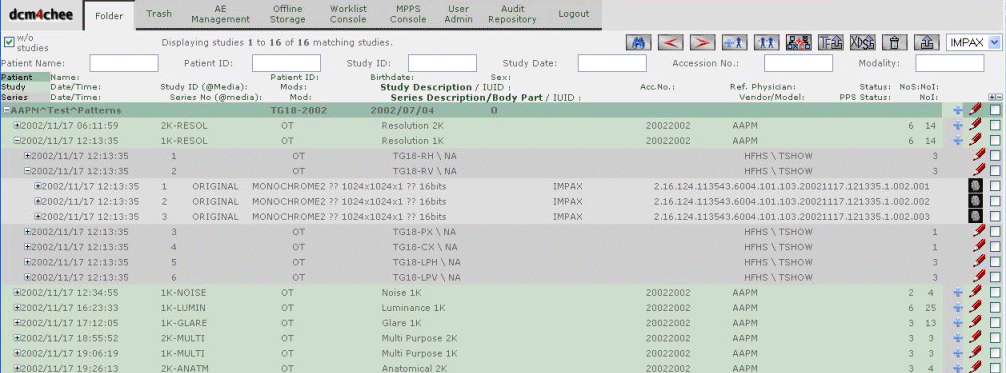 dcm4chee Folder Trash AE Management Offline Storage Worklist Console MPPS Console User Admin Audit Repository Logout
w/o studies Displaying studies 1 to 16 of 16 matching studies. IMPAX
Patient Name: Patient ID: Study ID: Study Date: Accession No.: Modality:
Patient Name: Patient ID: Birthdate: Sex:
Study Date/Time: Study ID (@Media): Mods: Study Description / IUID : Acc.No.: Ref. Physician: Status: NoS: NoI:
Series Date/Time: Series No (@media): Mod: Series Description/Body Part / IUID : Vendor/Model: PPS Status: NoI:
AAPM^Test^Patterns TG18-2002 2002/07/04 O
2002/11/17 06:11:59 2K-RESOL OT Resolution 2K 20022002 AAPM 6 14
2002/11/17 12:13:35 1K-RESOL OT Resolution 1K 20022002 AAPM 6 14
2002/11/17 12:13:35 1 OT TG18-RH \ NA HFHS \ TSHOW 3
2002/11/17 12:13:35 2 OT TG18-RV \ NA HFHS \ TSHOW 3
2002/11/17 12:13:35 1 ORIGINAL MONOCHROME2 ?? 1024x1024x1 ?? 16bits IMPAX 2.16.124.113543.6004.101.103.20021117.121335.1.002.001
2002/11/17 12:13:35 2 ORIGINAL MONOCHROME2 ?? 1024x1024x1 ?? 16bits IMPAX 2.16.124.113543.6004.101.103.20021117.121335.1.002.002
2002/11/17 12:13:35 3 ORIGINAL MONOCHROME2 ?? 1024x1024x1 ?? 16bits IMPAX 2.16.124.113543.6004.101.103.20021117.121335.1.002.003
2002/11/17 12:13:35 3 OT TG18-PX \ NA HFHS \ TSHOW 1
2002/11/17 12:13:35 4 OT TG18-CX \ NA HFHS \ TSHOW 1
2002/11/17 12:13:35 5 OT TG18-LPH \ NA HFHS \ TSHOW 3
2002/11/17 12:13:35 6 OT TG18-LPV \ NA HFHS \ TSHOW 3
2002/11/17 12:34:55 1K-NOISE OT Noise 1K 20022002 AAPM 2 4
2002/11/17 16:23:33 1K-LUMIN OT Luminance 1K 20022002 AAPM 6 25
2002/11/17 17:12:05 1K-GLARE OT Glare 1K 20022002 AAPM 3 13
2002/11/17 18:55:52 2K-MULTI OT Multi Purpose 2K 20022002 AAPM 3 3
2002/11/17 19:06:19 1K-MULTI OT Multi Purpose 1K 20022002 AAPM 3 3
2002/11/17 19:26:13 2K-ANATM OT Anatomical 2K 20022002 AAPM 3 4